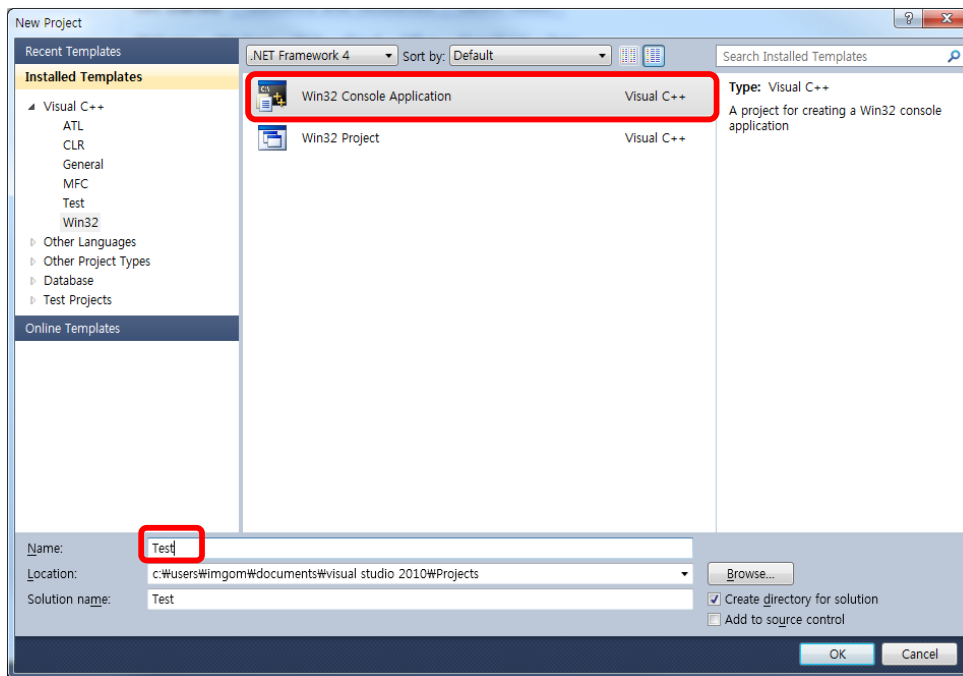 New Project
Recent Templates
.NET Framework 4
Sort by: Default
Search Installed Templates
Installed Templates
Visual C++
ATL
CLR
General
MFC
Test
Win32
Other Languages
Other Project Types
Database
Test Projects
Online Templates
Win32 Console Application Visual C++
Win32 Project Visual C++
Type: Visual C++
A project for creating a Win32 console
application
Name: Test
Location: c:₩users₩imgom₩documents₩visual studio 2010₩Projects
Browse...
Solution name: Test
Create directory for solution
Add to source control
OK Cancel